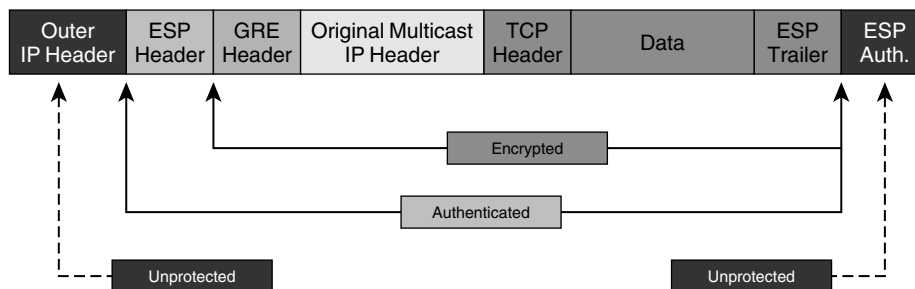 Outer
IP Header
ESP
Header
GRE
Header
Original Multicast
IP Header
TCP
Header
Data
ESP
Trailer
ESP
Auth.
Encrypted
Authenticated
Unprotected
Unprotected